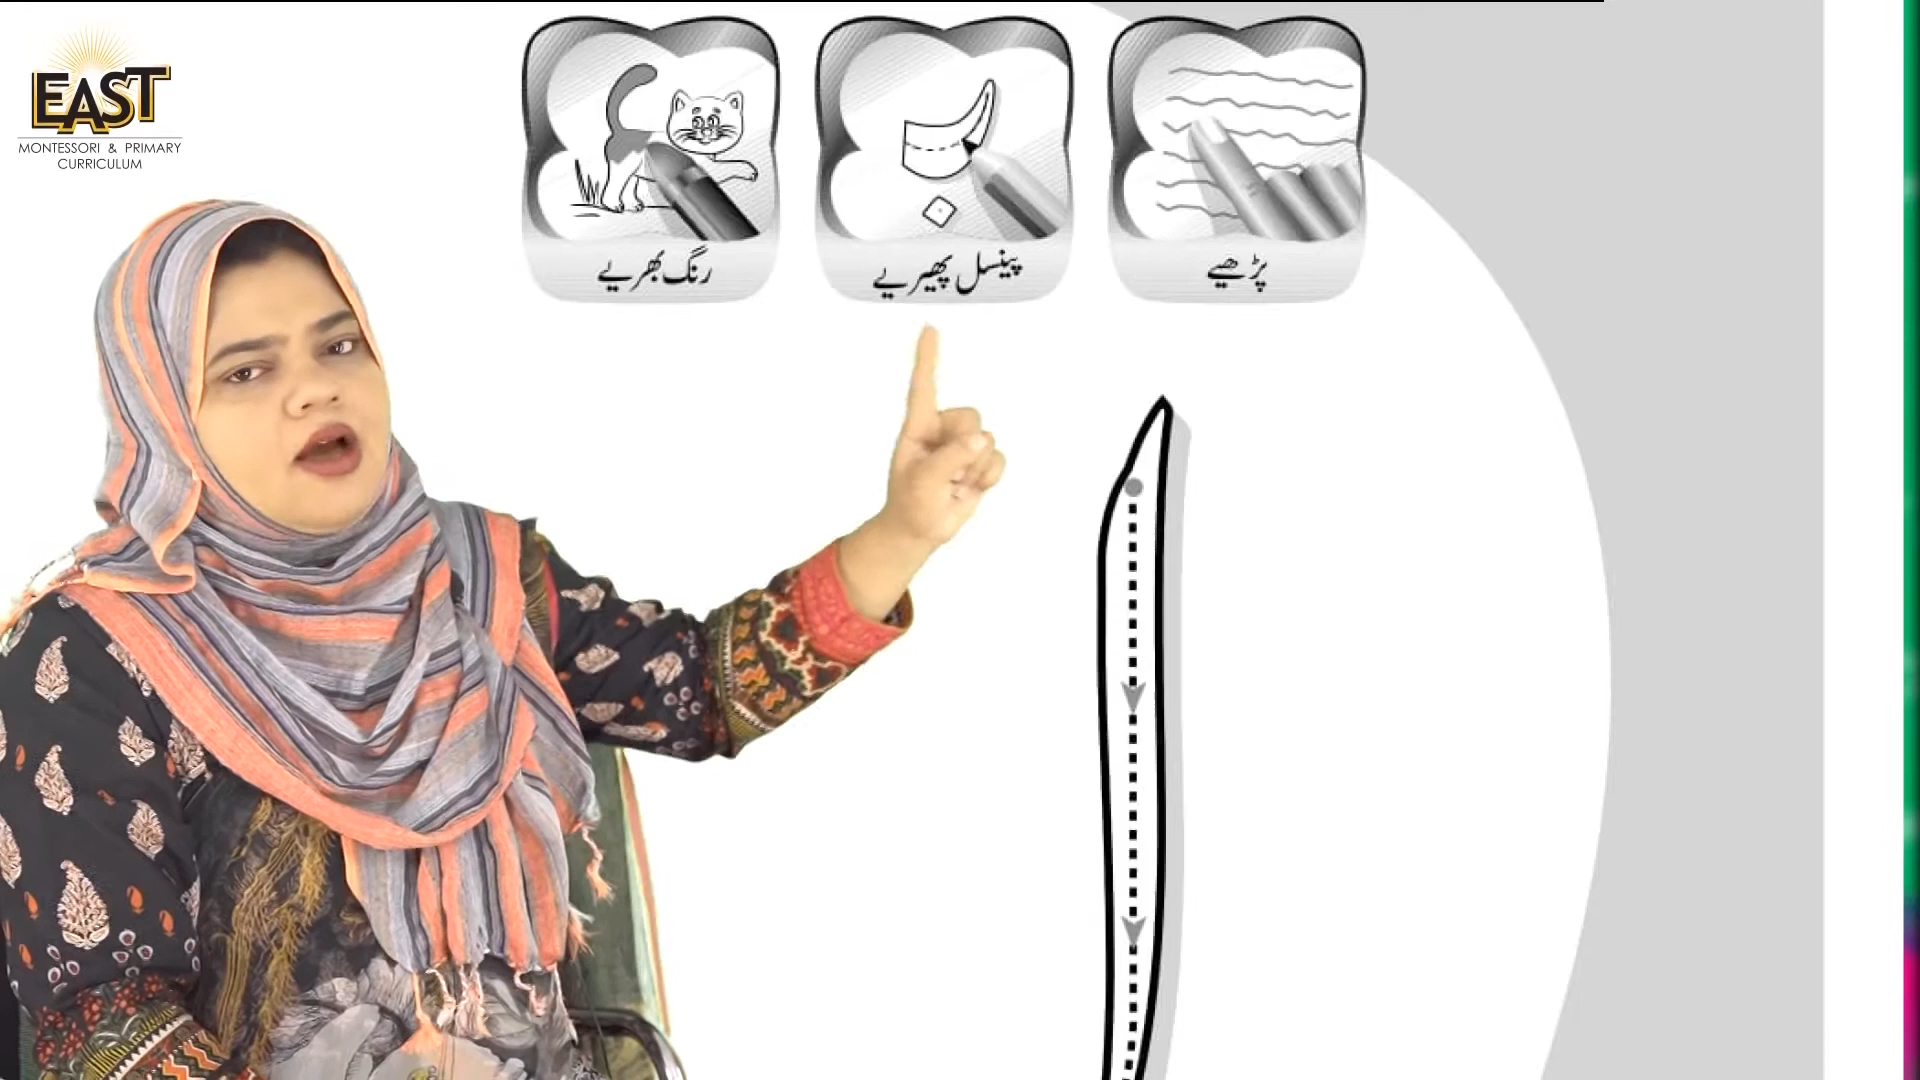 EAST
MONTESSORI & PRIMARY
CURRICULUM
پڑھیے
پینسل پھیریے
رنگ بھریے
ا